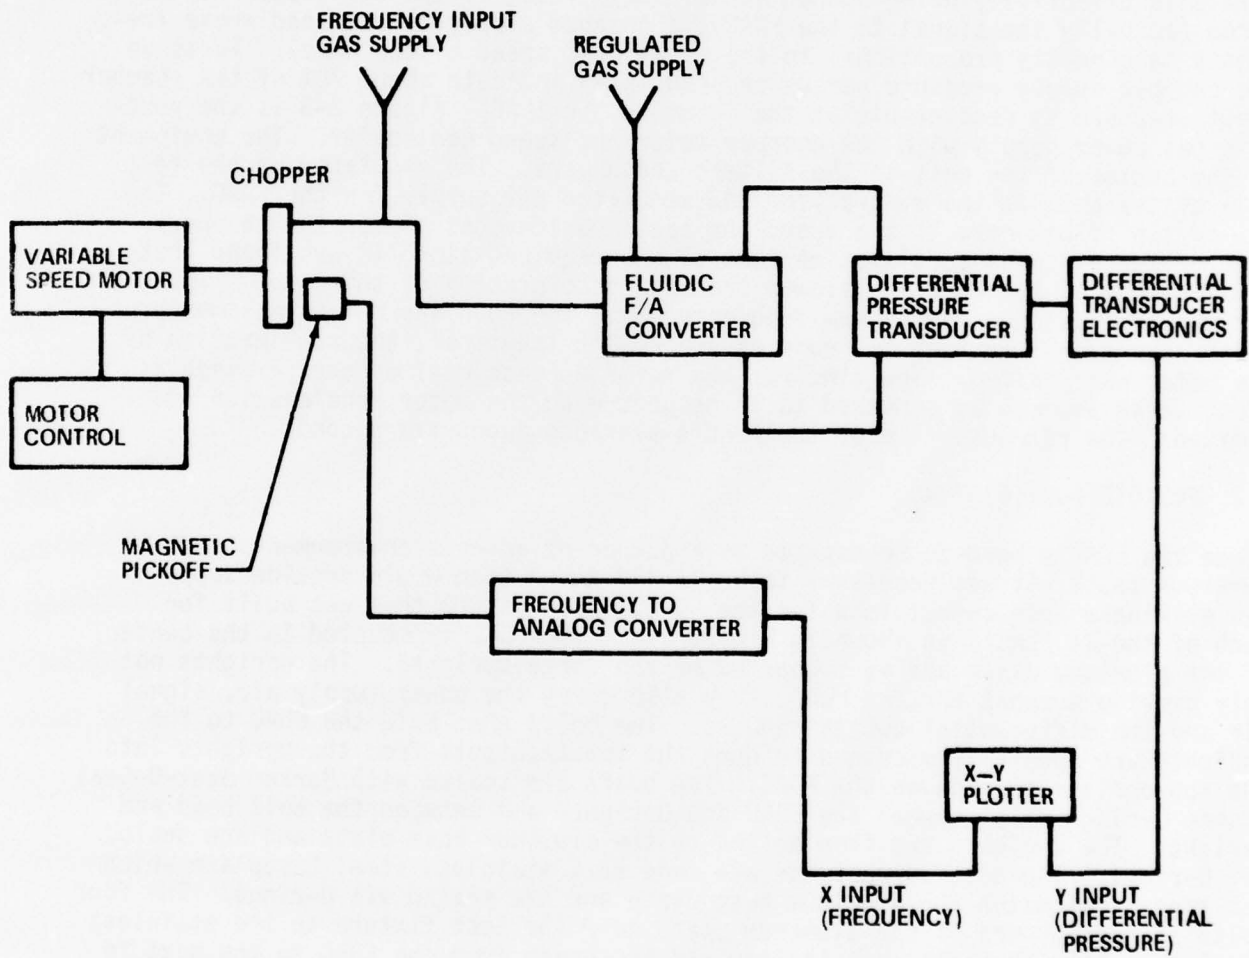 FREQUENCY INPUT
GAS SUPPLY
REGULATED
GAS SUPPLY
CHOPPER
VARIABLE
SPEED MOTOR
FLUIDIC
F/A
CONVERTER
DIFFERENTIAL
PRESSURE
TRANSDUCER
DIFFERENTIAL
TRANSDUCER
ELECTRONICS
MOTOR
CONTROL
MAGNETIC
PICKOFF
FREQUENCY TO
ANALOG CONVERTER
X-Y
PLOTTER
X INPUT
(FREQUENCY)
Y INPUT
(DIFFERENTIAL
PRESSURE)